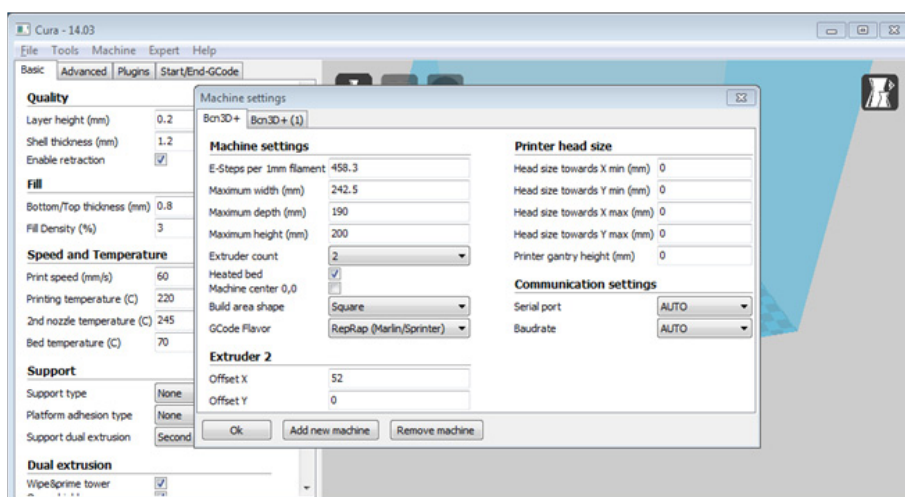 Cura - 14.03
File Tools Machine Expert Help
Basic Advanced Plugins Start/End-GCode
Quality
Layer height (mm) 0.2
Shell thickness (mm) 1.2
Enable retraction
Fill
Bottom/Top thickness (mm) 0.8
Fill Density (%) 3
Speed and Temperature
Print speed (mm/s) 60
Printing temperature (C) 220
2nd nozzle temperature (C) 245
Bed temperature (C) 70
Support
Support type None
Platform adhesion type None
Support dual extrusion Second
Dual extrusion
Wipe&prime tower
Machine settings
Bcn3D+ Bcn3D+ (1)
Machine settings
E-Steps per 1mm filament 458.3
Maximum width (mm) 242.5
Maximum depth (mm) 190
Maximum height (mm) 200
Extruder count 2
Heated bed
Machine center 0,0
Build area shape Square
GCode Flavor RepRap (Marlin/Sprinter)
Extruder 2
Offset X 52
Offset Y 0
Printer head size
Head size towards X min (mm) 0
Head size towards Y min (mm) 0
Head size towards X max (mm) 0
Head size towards Y max (mm) 0
Printer gantry height (mm) 0
Communication settings
Serial port AUTO
Baudrate AUTO
Ok Add new machine Remove machine